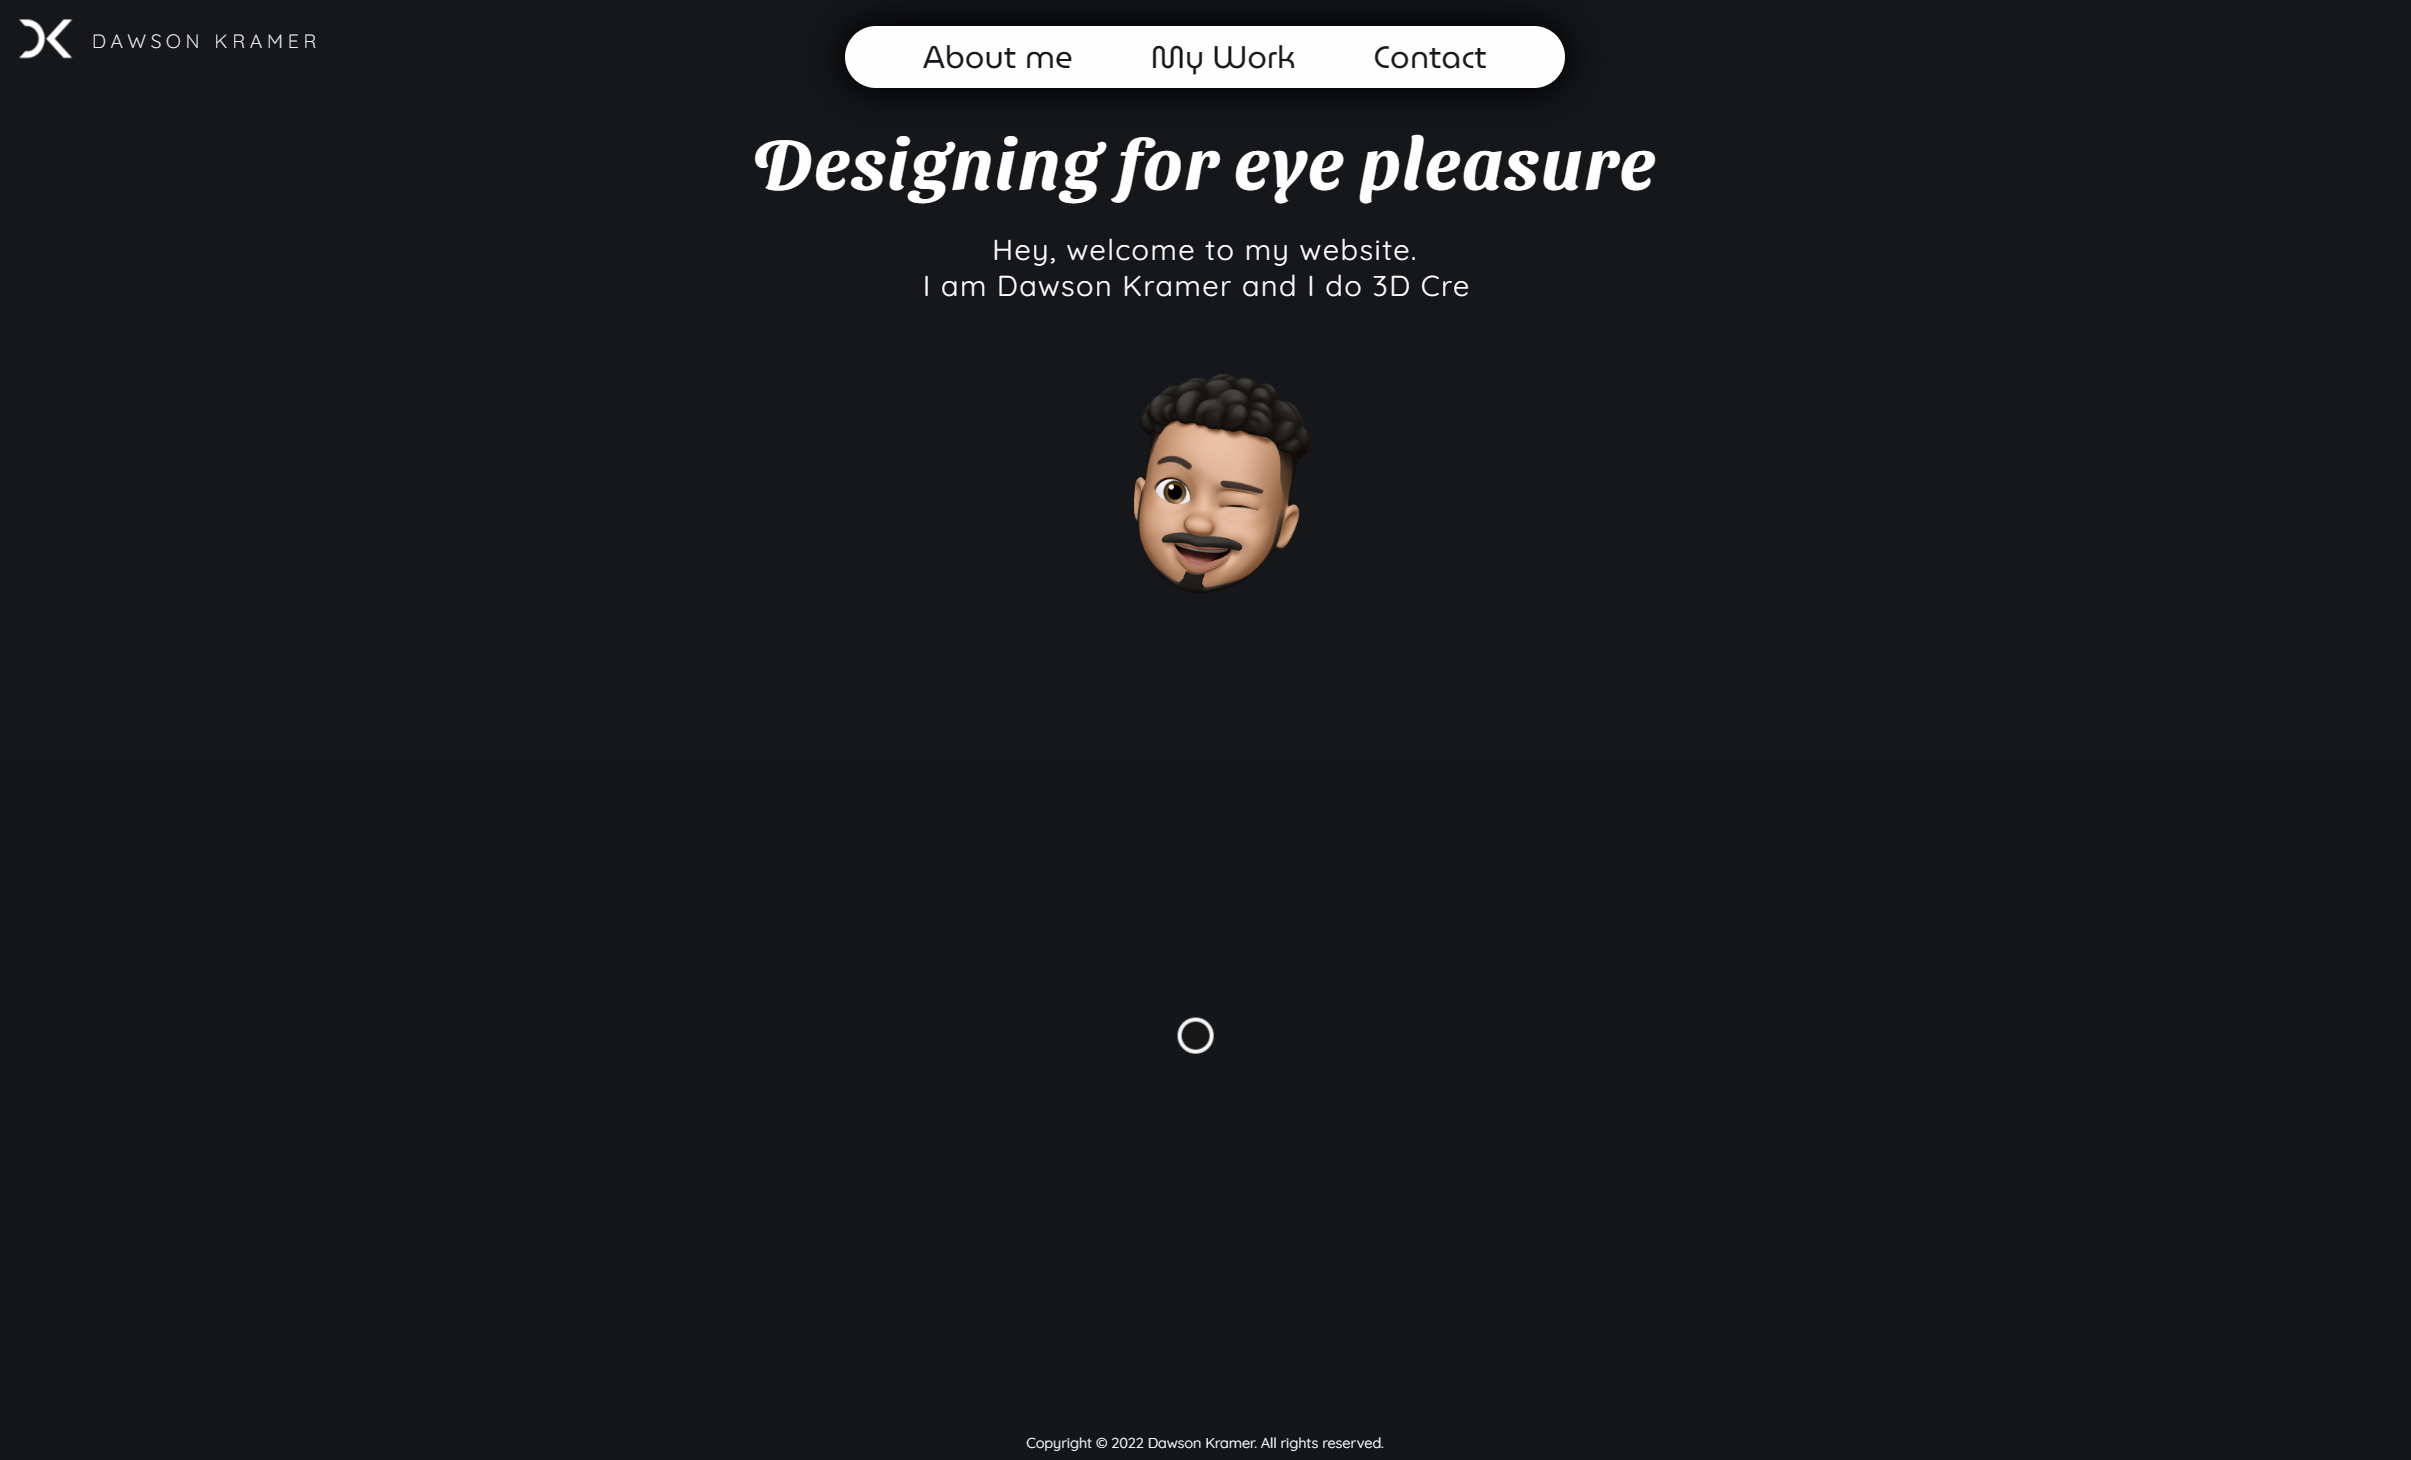 DAWSON KRAMER
About me
My Work
Contact
Designing for eye pleasure
Hey, welcome to my website.
I am Dawson Kramer and I do 3D Cre
Copyright © 2022 Dawson Kramer. All rights reserved.